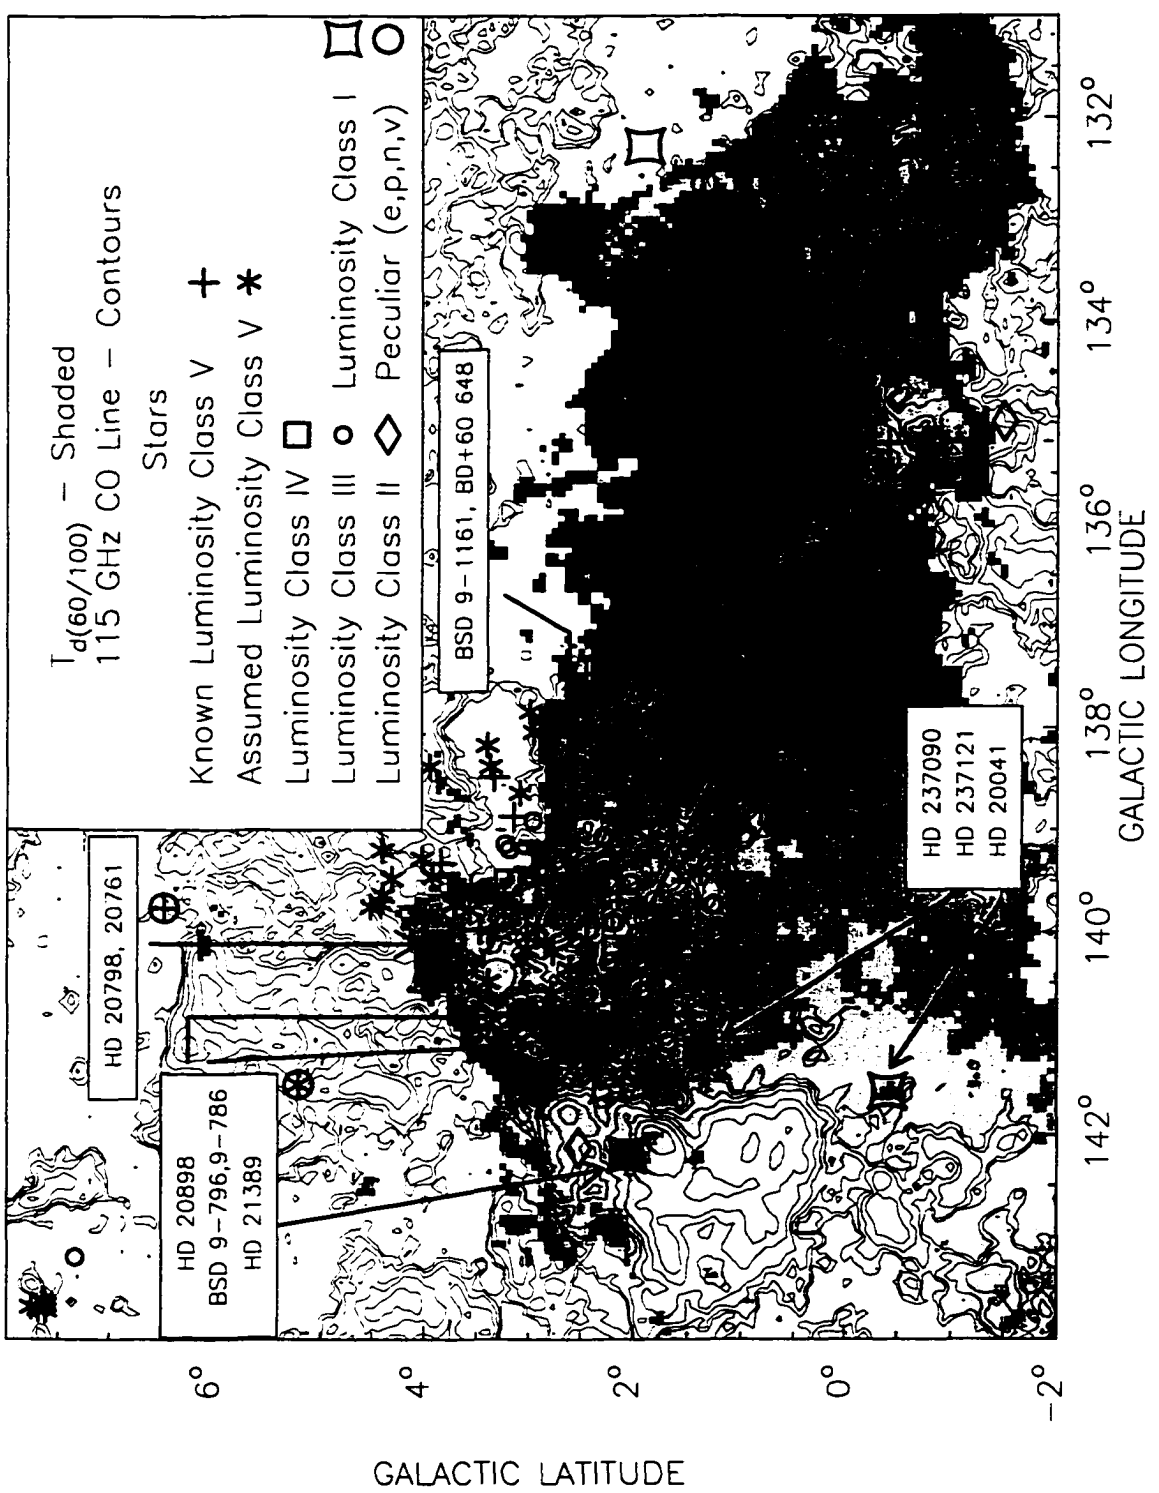 T d(60/100) – Shaded
115 GHz CO Line – Contours
Stars
Known Luminosity Class V
Assumed Luminosity Class V
Luminosity Class IV
Luminosity Class III
Luminosity Class I
Luminosity Class II
Peculiar (e,p,n,v)
HD 20798, 20761
BSD 9-1161, BD+60 648
HD 20898
BSD 9-796,9-786
HD 21389
HD 237090
HD 237121
HD 20041
6°
4°
2°
0°
-2°
GALACTIC LATITUDE
142°
140°
138°
136°
134°
132°
GALACTIC LONGITUDE